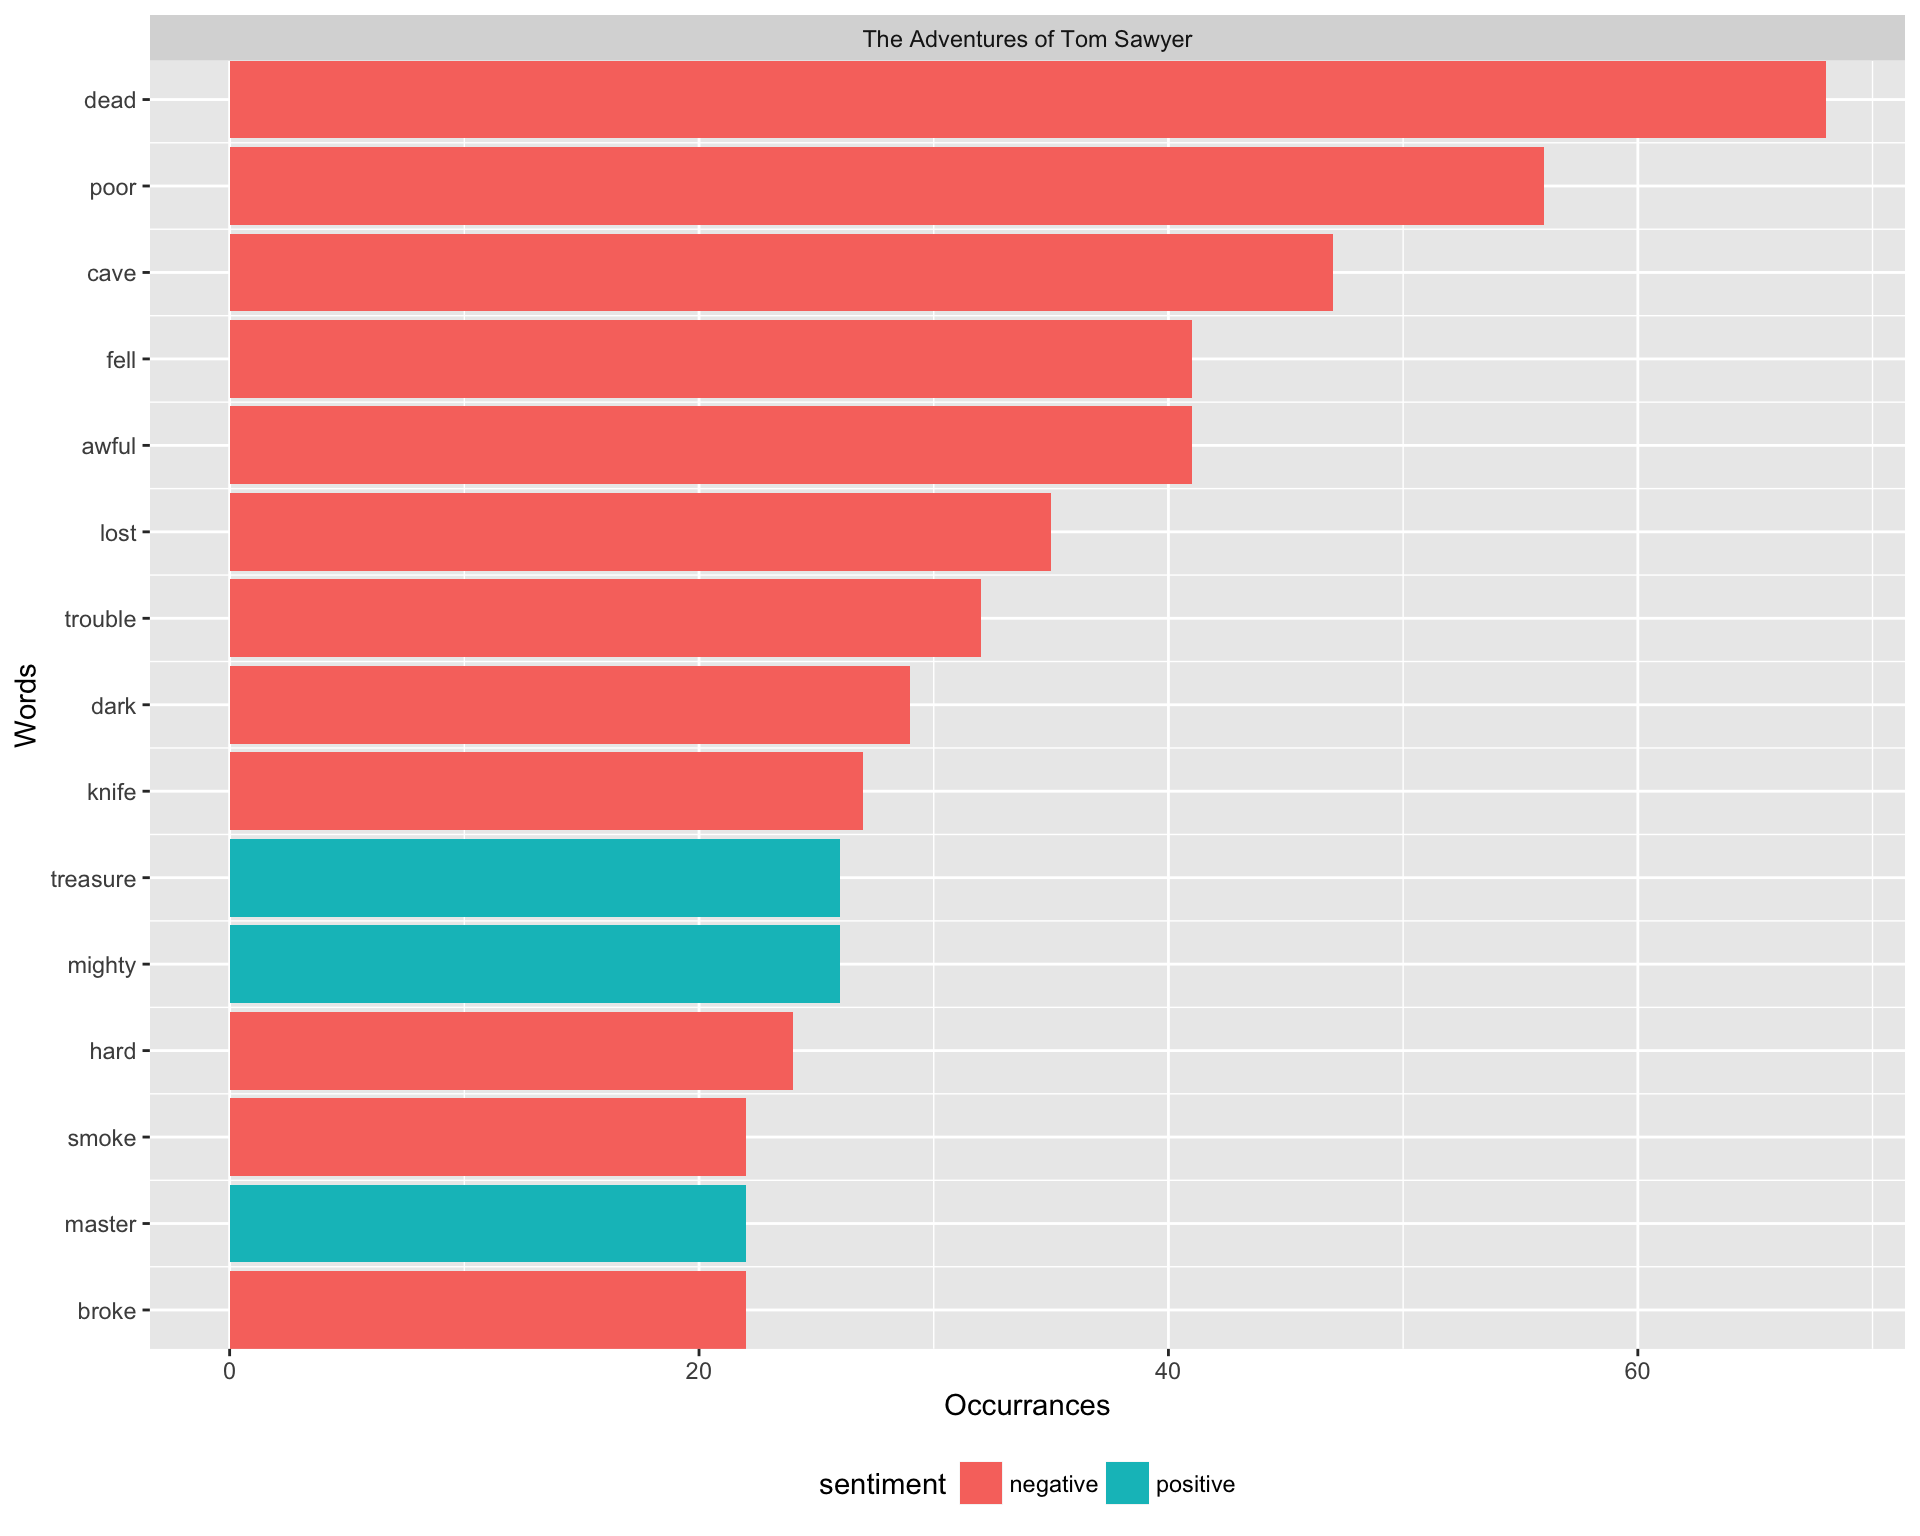 The Adventures of Tom Sawyer
dead
poor
cave
fell
awful
lost
trouble
dark
knife
treasure
mighty
hard
smoke
master
broke
Words
0 20 40 60
Occurrances
sentiment negative positive